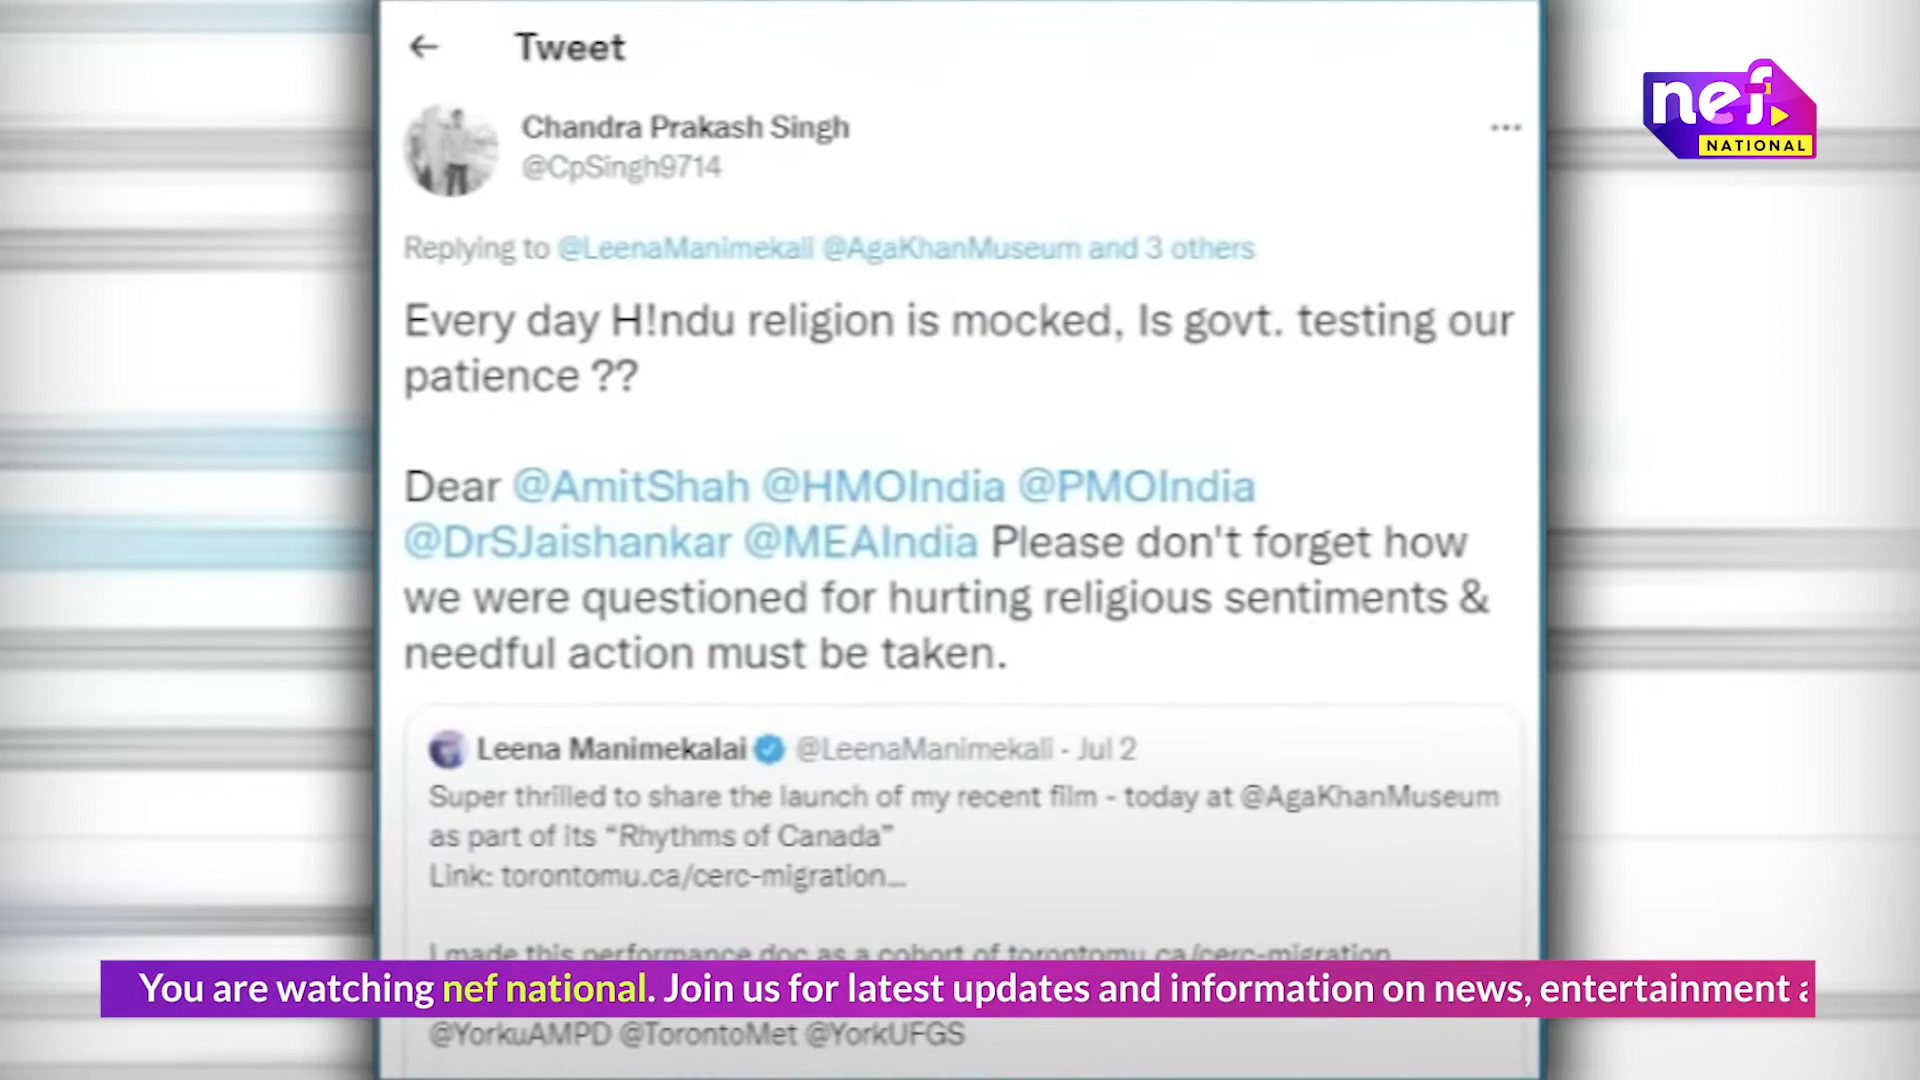 Tweet
nef
NATIONAL
Chandra Prakash Singh
@CpSingh9714
Replying to @LeenaManimekali @AgaKhanMuseum and 3 others
Every day H!ndu religion is mocked, Is govt. testing our
patience ??
Dear @AmitShah @HMOIndia @PMOIndia
@DrSJaishankar @MEAIndia Please don't forget how
we were questioned for hurting religious sentiments &
needful action must be taken.
Leena Manimekalai @LeenaManimekali · Jul 2
Super thrilled to share the launch of my recent film - today at @AgaKhanMuseum
as part of its “Rhythms of Canada”
Link: torontomu.ca/cerc-migration…
I made this performance doc as a cohort of torontomu.ca/cerc-migration
You are watching nef national. Join us for latest updates and information on news, entertainment a
@YorkuAMPD @TorontoMet @YorkUFGS